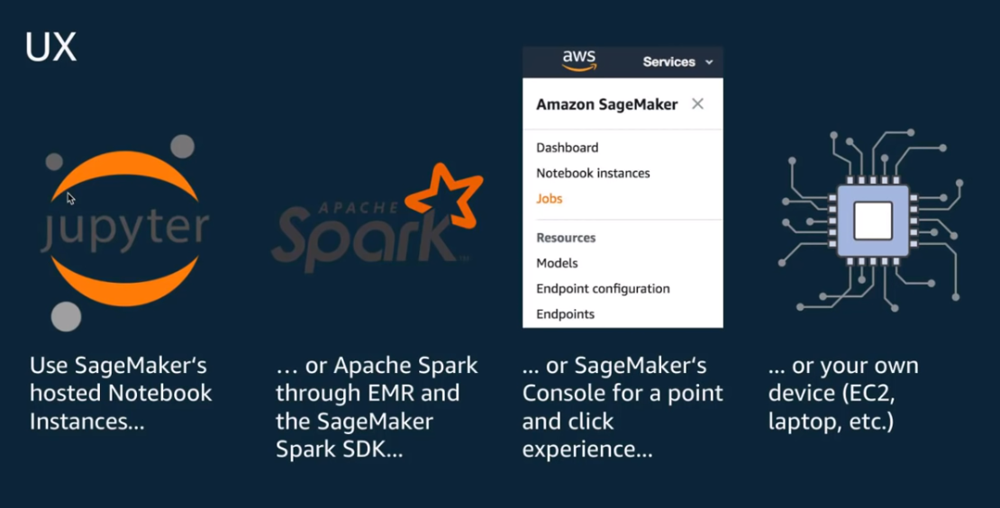 UX
jupyter
APACHE
Spark™
aws
Services
Amazon SageMaker
Dashboard
Notebook instances
Jobs
Resources
Models
Endpoint configuration
Endpoints
Use SageMaker‘s
hosted Notebook
Instances...
... or Apache Spark
through EMR and
the SageMaker
Spark SDK...
... or SageMaker‘s
Console for a point
and click
experience...
... or your own
device (EC2,
laptop, etc.)